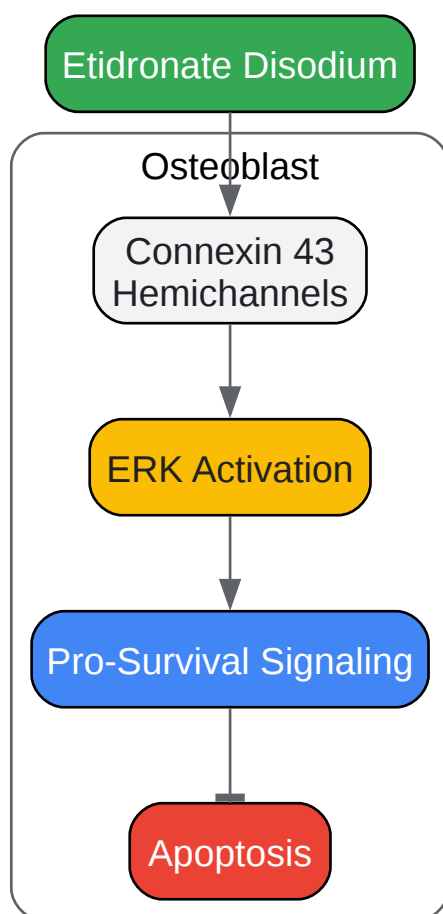 Etidronate Disodium
Osteoblast
Connexin 43
Hemichannels
ERK Activation
Pro-Survival Signaling
Apoptosis